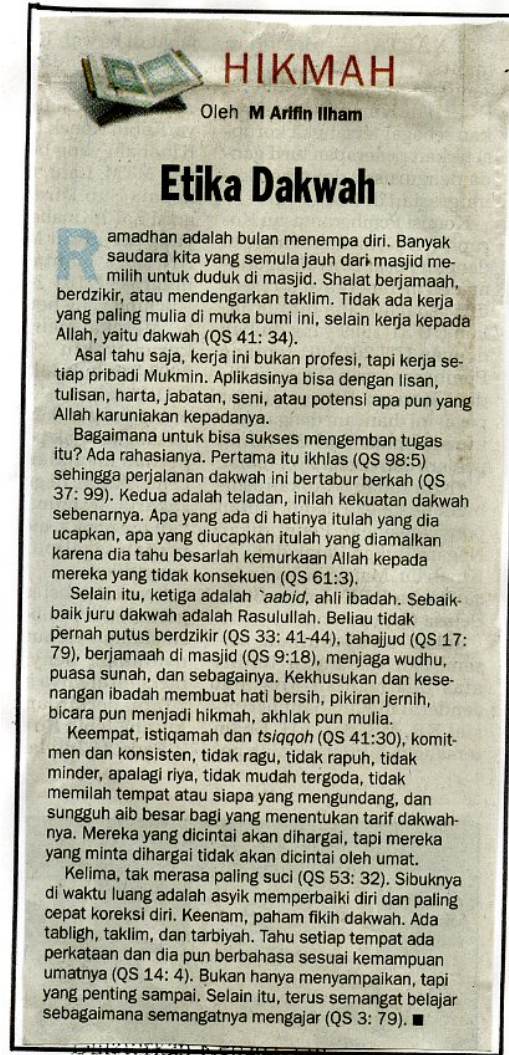 HIKMAH
Oleh M Arifin Ilham
Etika Dakwah
Ramadhan adalah bulan menempa diri. Banyak
saudara kita yang semula jauh dari masjid me-
milih untuk duduk di masjid. Shalat berjamaah,
berdzikir, atau mendengarkan taklim. Tidak ada kerja
yang paling mulia di muka bumi ini, selain kerja kepada
Allah, yaitu dakwah (QS 41: 34).
Asal tahu saja, kerja ini bukan profesi, tapi kerja se-
tiap pribadi Mukmin. Aplikasinya bisa dengan lisan,
tulisan, harta, jabatan, seni, atau potensi apa pun yang
Allah karuniakan kepadanya.
Bagaimana untuk bisa sukses mengemban tugas
itu? Ada rahasianya. Pertama itu ikhlas (QS 98:5)
sehingga perjalanan dakwah ini bertabur berkah (QS
37: 99). Kedua adalah teladan, inilah kekuatan dakwah
sebenarnya. Apa yang ada di hatinya itulah yang dia
ucapkan, apa yang diucapkan itulah yang diamalkan
karena dia tahu besarlah kemurkaan Allah kepada
mereka yang tidak konsekuen (QS 61:3).
Selain itu, ketiga adalah `aabid, ahli ibadah. Sebaik-
baik juru dakwah adalah Rasulullah. Beliau tidak
pernah putus berdzikir (QS 33: 41-44), tahajjud (QS 17:
79), berjamaah di masjid (QS 9:18), menjaga wudhu,
puasa sunah, dan sebagainya. Kekhusukan dan kese-
nangan ibadah membuat hati bersih, pikiran jernih,
bicara pun menjadi hikmah, akhlak pun mulia.
Keempat, istiqamah dan tsiqqoh (QS 41:30), komit-
men dan konsisten, tidak ragu, tidak rapuh, tidak
minder, apalagi riya, tidak mudah tergoda, tidak
memilah tempat atau siapa yang mengundang, dan
sungguh aib besar bagi yang menentukan tarif dakwah-
nya. Mereka yang dicintai akan dihargai, tapi mereka
yang minta dihargai tidak akan dicintai oleh umat.
Kelima, tak merasa paling suci (QS 53: 32). Sibuknya
di waktu luang adalah asyik memperbaiki diri dan paling
cepat koreksi diri. Keenam, paham fikih dakwah. Ada
tabligh, taklim, dan tarbiyah. Tahu setiap tempat ada
perkataan dan dia pun berbahasa sesuai kemampuan
umatnya (QS 14: 4). Bukan hanya menyampaikan, tapi
yang penting sampai. Selain itu, terus semangat belajar
sebagaimana semangatnya mengajar (QS 3: 79). ■